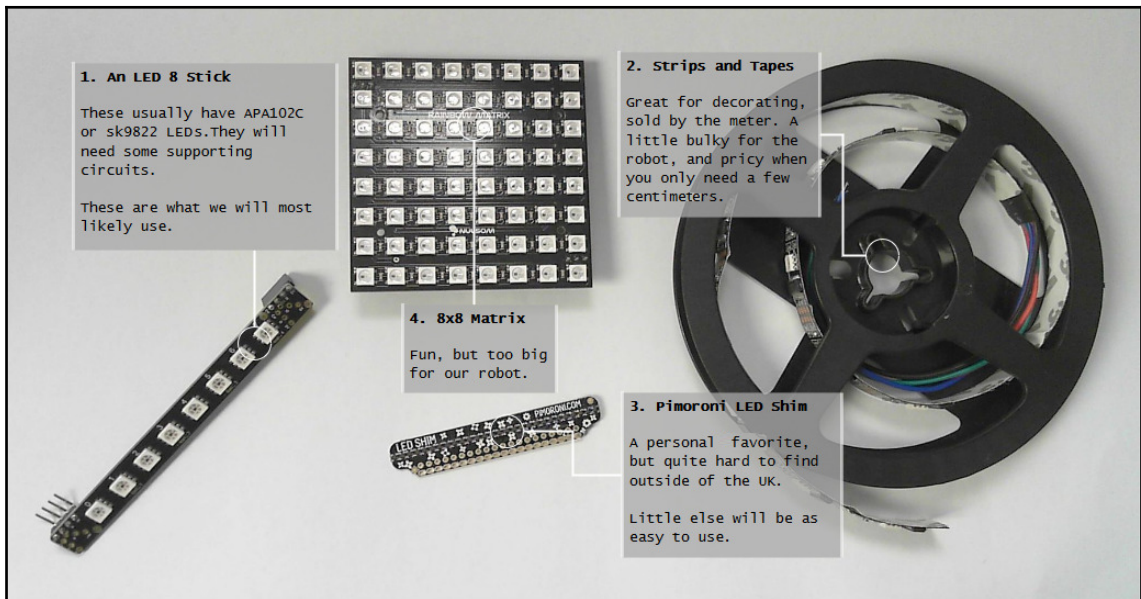 1. An LED 8 Stick
These usually have APA102C
or sk9822 LEDs.They will
need some supporting
circuits.
These are what we will most
likely use.
RAINBOW MATRIX
4. 8x8 Matrix
Fun, but too big
for our robot.
2. Strips and Tapes
Great for decorating,
sold by the meter. A
little bulky for the
robot, and pricy when
you only need a few
centimeters.
LED SHIM
PIMORONI.COM
3. Pimoroni LED Shim
A personal favorite,
but quite hard to find
outside of the UK.
Little else will be as
easy to use.